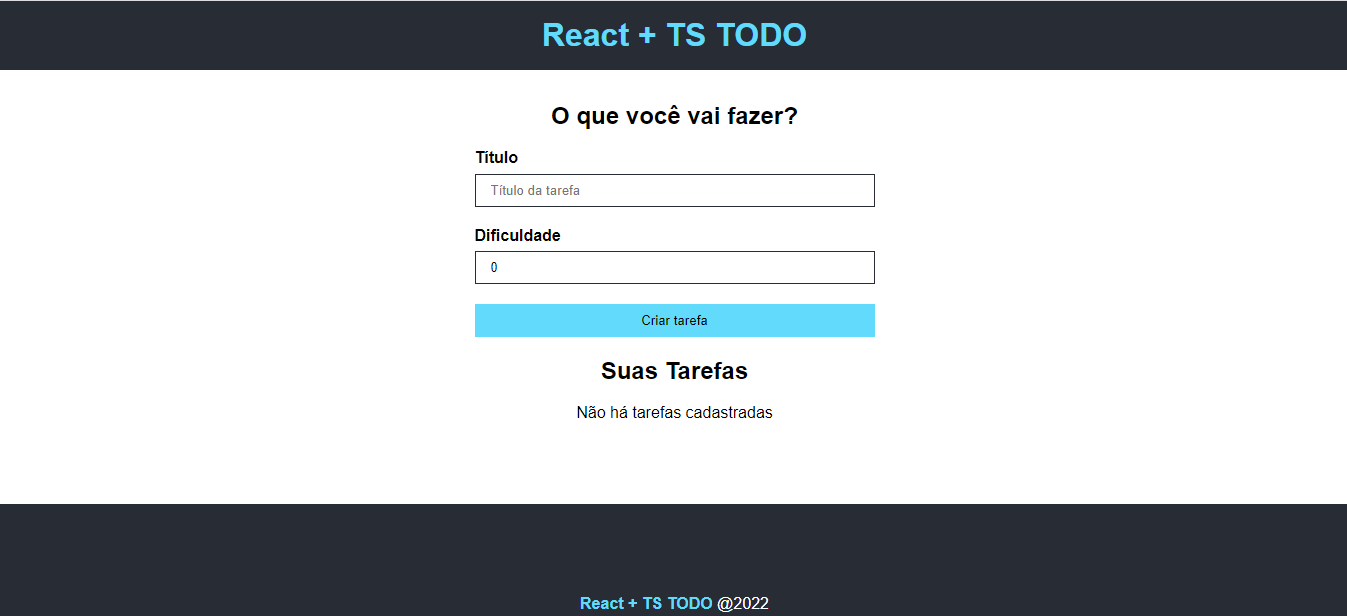 React + TS TODO
O que você vai fazer?
Título
Título da tarefa
Dificuldade
0
Criar tarefa
Suas Tarefas
Não há tarefas cadastradas
React + TS TODO @2022